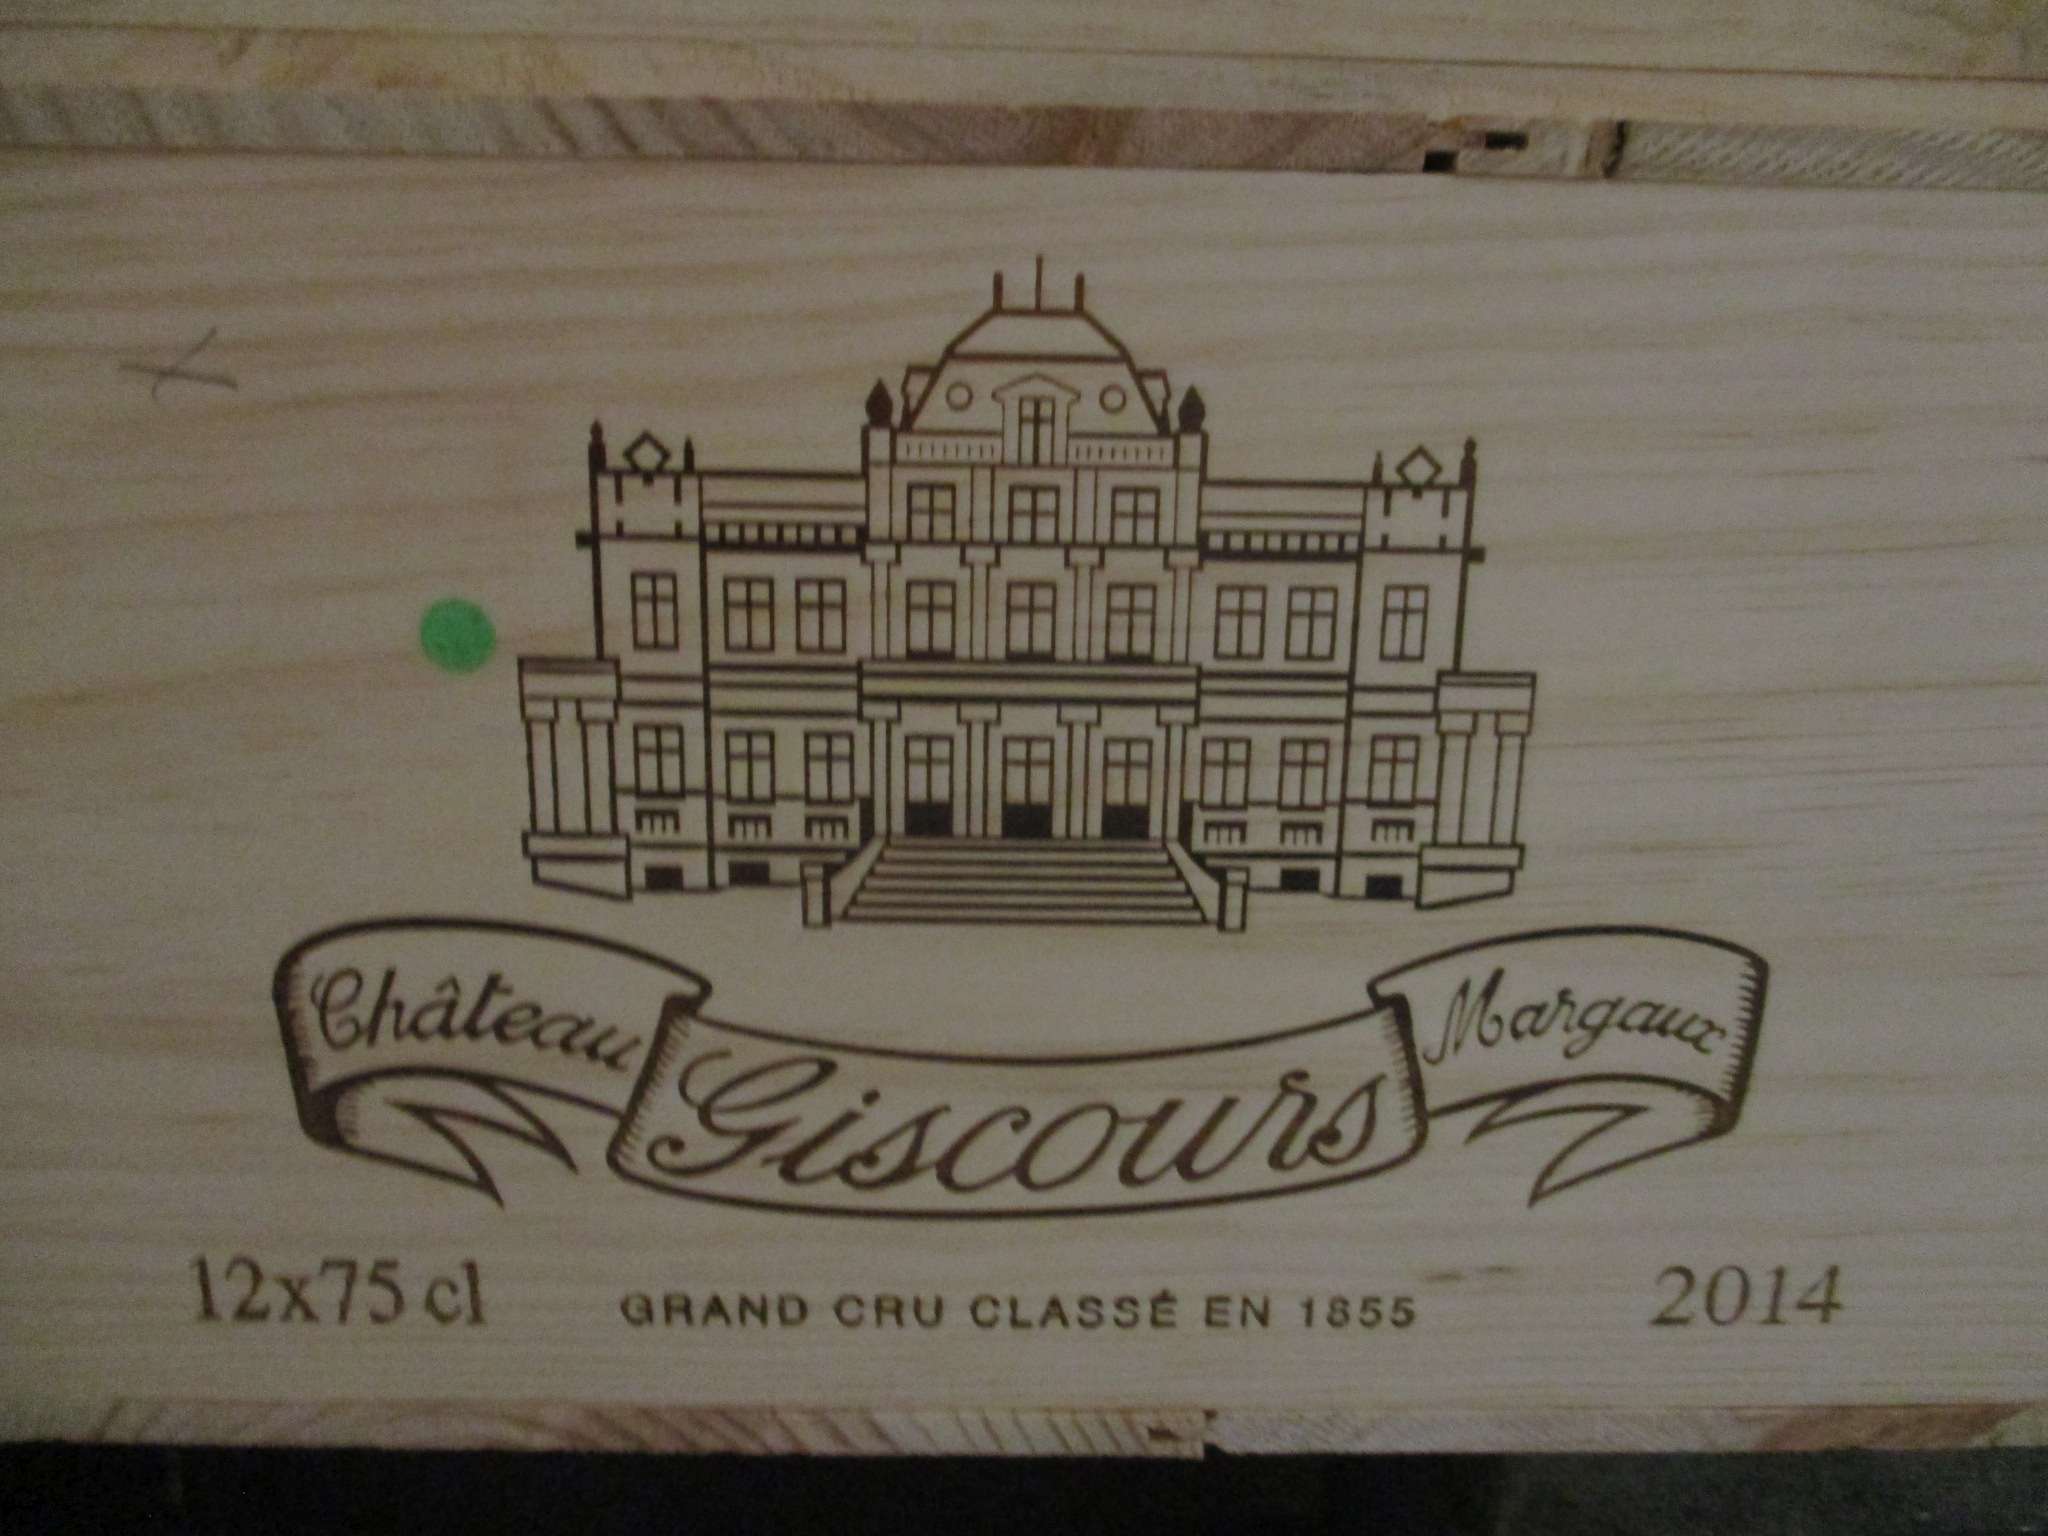 Château Giscours Margaux
12x75 cl GRAND CRU CLASSÉ EN 1855 2014